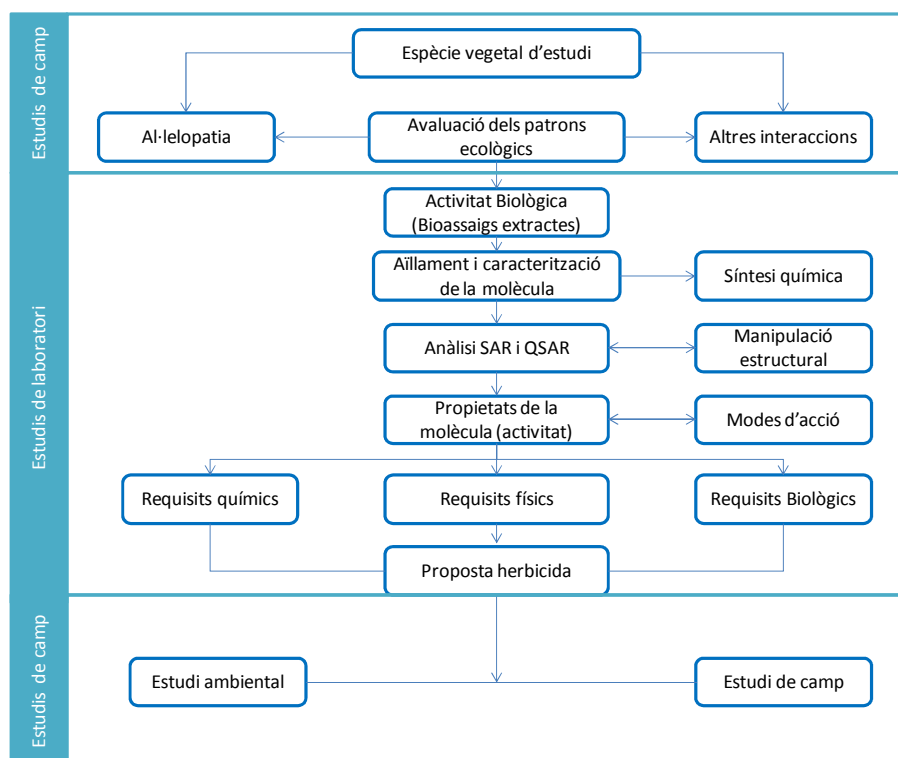 Estudis de camp
Espècie vegetal d'estudi
Al·lelopatia
Avaluació dels patrons
ecològics
Altres interaccions
Estudis de laboratori
Activitat Biològica
(Bioassaigs extractes)
Aïllament i caracterització
de la molècula
Síntesi química
Anàlisi SAR i QSAR
Manipulació
estructural
Propietats de la
molècula (activitat)
Modes d'acció
Requisits químics
Requisits físics
Requisits Biològics
Proposta herbicida
Estudis de camp
Estudi ambiental
Estudi de camp